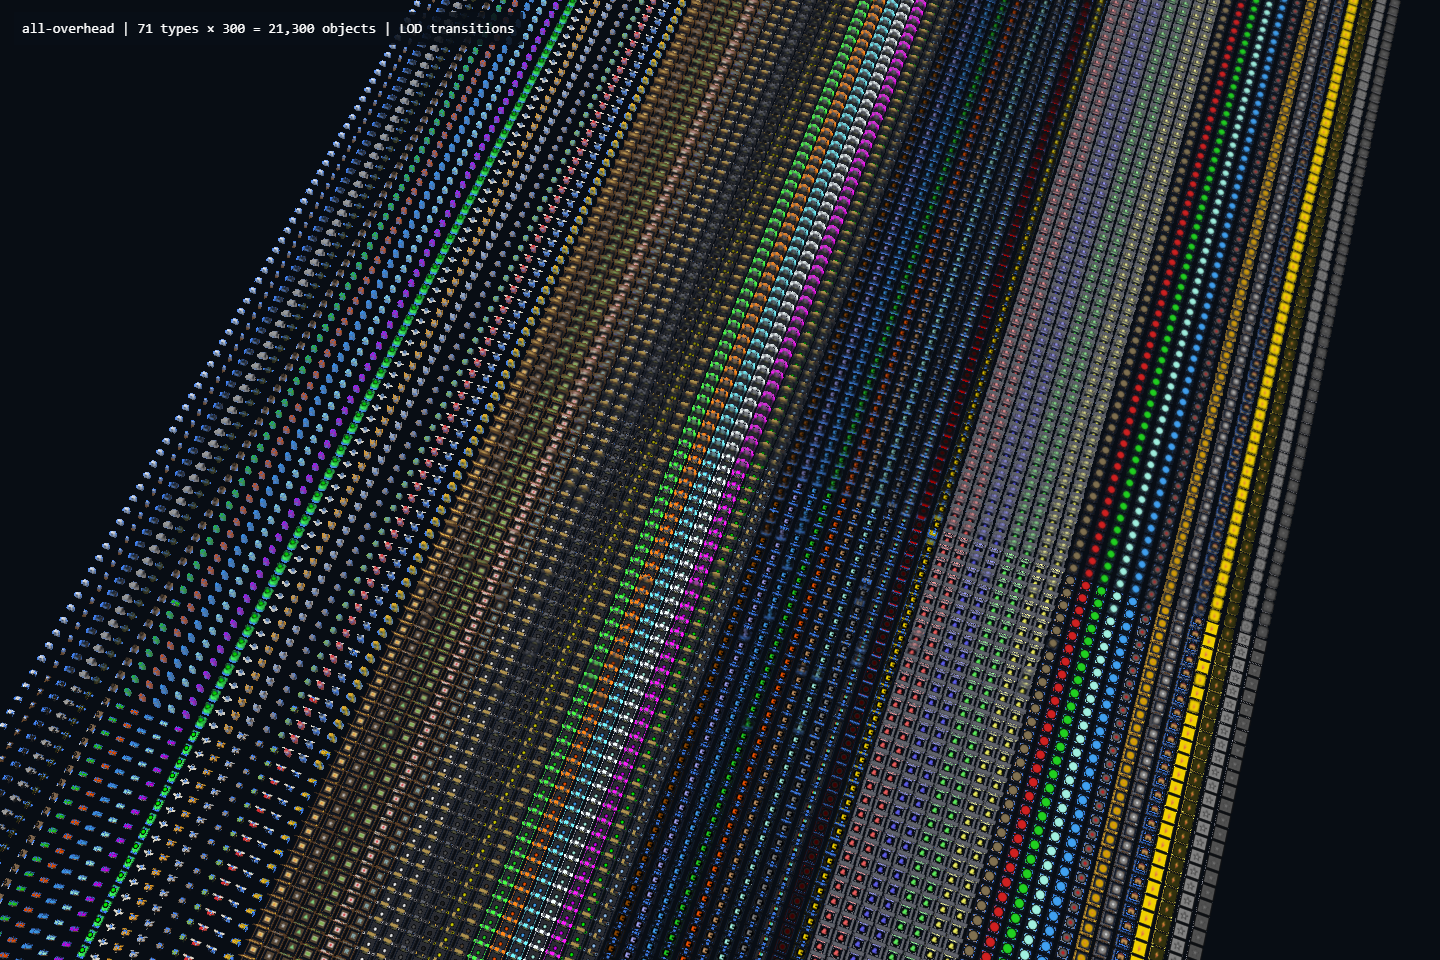 all-overhead | 71 types × 300 = 21,300 objects | LOD transitions